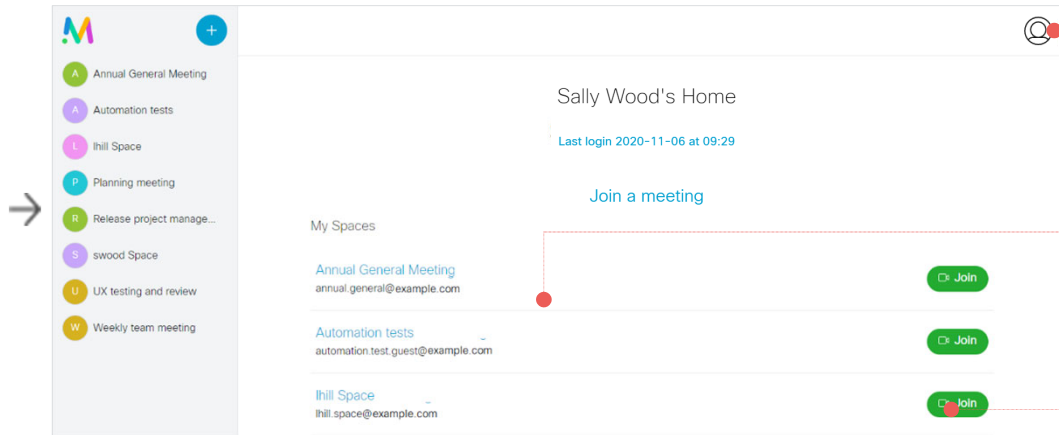 A Annual General Meeting
A Automation tests
L lhill Space
P Planning meeting
R Release project manage...
S swood Space
U UX testing and review
W Weekly team meeting
Sally Wood's Home
Last login 2020-11-06 at 09:29
Join a meeting
My Spaces
Annual General Meeting
annual.general@example.com
Join
Automation tests
automation.test.guest@example.com
Join
lhill Space
lhill.space@example.com
Join